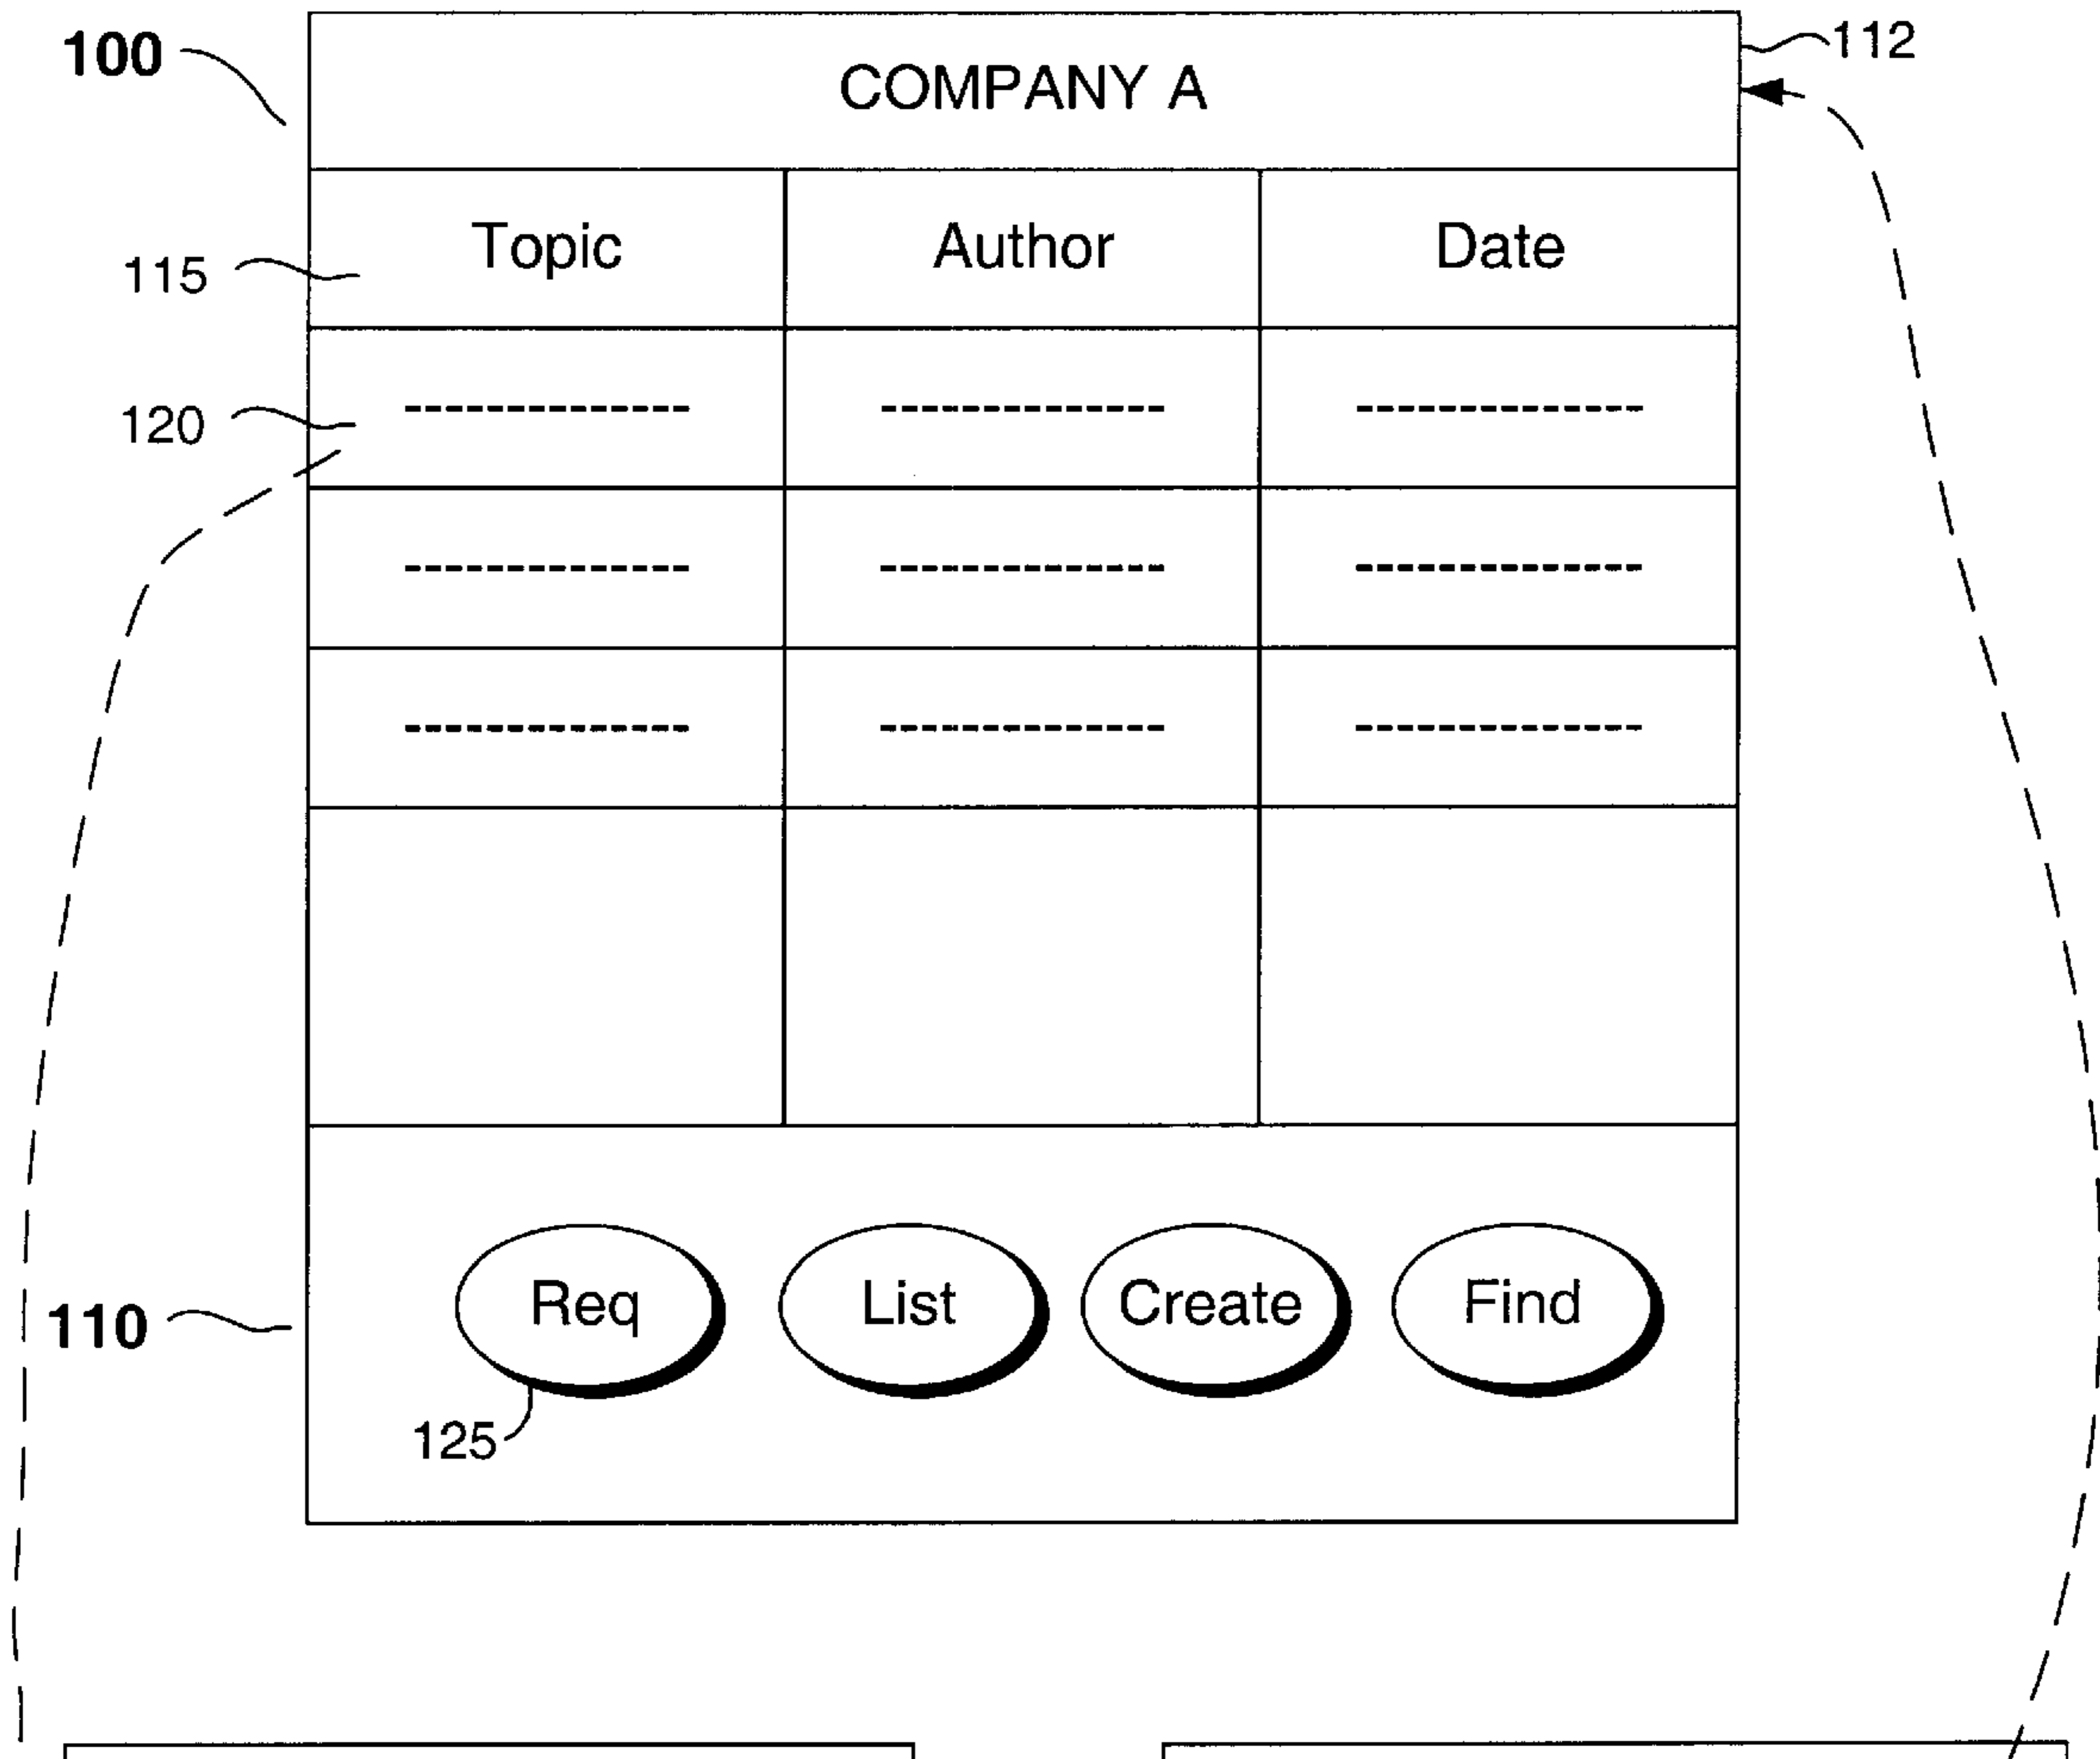 100
112
COMPANY A
115
Topic Author Date
120
110
Req List Create Find
125